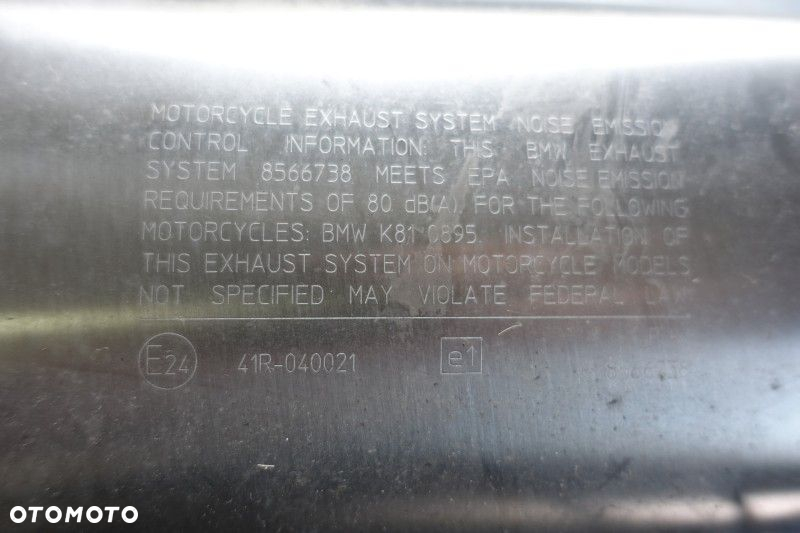 MOTORCYCLE EXHAUST SYSTEM NOISE EMISSION
CONTROL INFORMATION: THIS BMW EXHAUST
SYSTEM 8566738 MEETS EPA NOISE EMISSION
REQUIREMENTS OF 80 dB(A) FOR THE FOLLOWING
MOTORCYCLES: BMW K81 0895. INSTALLATION OF
THIS EXHAUST SYSTEM ON MOTORCYCLE MODELS
NOT SPECIFIED MAY VIOLATE FEDERAL LAW
E24 41R-040021 e1 8566738
OTOMOTO